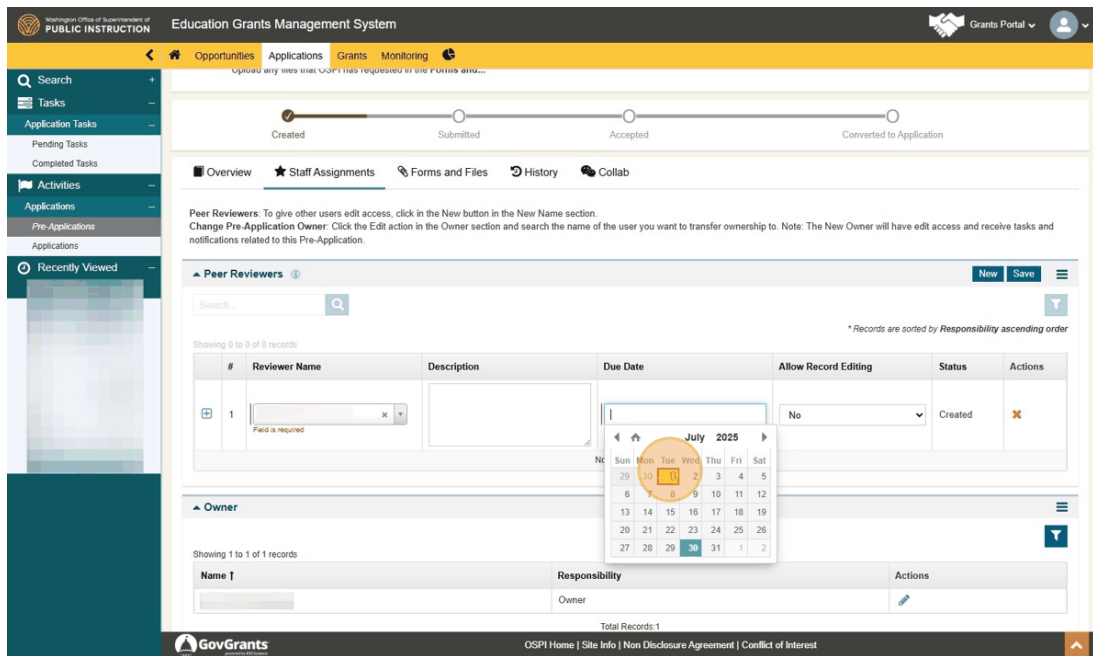 Washington Office of Superintendent of
PUBLIC INSTRUCTION
Education Grants Management System
Grants Portal
Opportunities Applications Grants Monitoring
Upload any files that OSPI has requested in the Forms and...
Search +
Tasks –
Application Tasks –
Pending Tasks
Completed Tasks
Activities –
Applications –
Pre-Applications
Applications
Recently Viewed –
Created Submitted Accepted Converted to Application
Overview Staff Assignments Forms and Files History Collab
Peer Reviewers: To give other users edit access, click in the New button in the New Name section.
Change Pre-Application Owner: Click the Edit action in the Owner section and search the name of the user you want to transfer ownership to. Note: The New Owner will have edit access and receive tasks and
notifications related to this Pre-Application.
Peer Reviewers New Save
Search...
* Records are sorted by Responsibility ascending order
Showing 0 to 0 of 0 records
# Reviewer Name Description Due Date Allow Record Editing Status Actions
1 No Created
Field is required
July 2025
Sun Mon Tue Wed Thu Fri Sat
29 30 1 2 3 4 5
6 7 8 9 10 11 12
13 14 15 16 17 18 19
20 21 22 23 24 25 26
27 28 29 30 31 1 2
Owner
Showing 1 to 1 of 1 records
Name Responsibility Actions
Owner
Total Records:1
GovGrants
OSPI Home | Site Info | Non Disclosure Agreement | Conflict of Interest